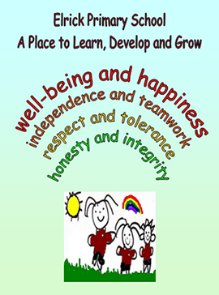 Elrick Primary School
A Place to Learn, Develop and Grow
well-being and happiness
independence and teamwork
respect and tolerance
honesty and integrity